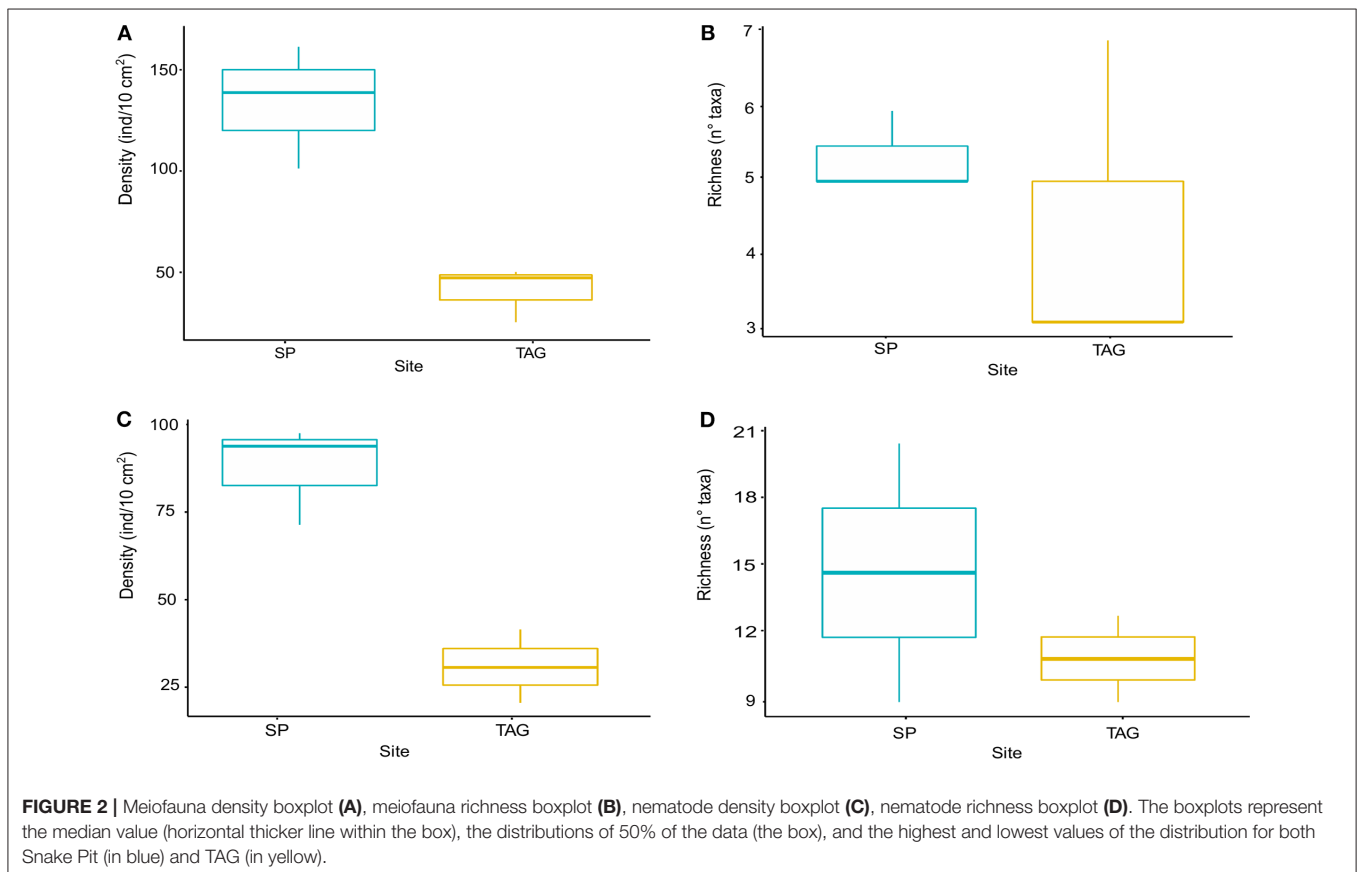 A
Density (ind/10 cm²)
150
100
50
SP
TAG
Site
B
Richnes (n° taxa)
7
6
5
4
3
SP
TAG
Site
C
Density (ind/10 cm²)
100
75
50
25
SP
TAG
Site
D
Richness (n° taxa)
21
18
15
12
9
SP
TAG
Site
FIGURE 2 | Meiofauna density boxplot (A), meiofauna richness boxplot (B), nematode density boxplot (C), nematode richness boxplot (D). The boxplots represent
the median value (horizontal thicker line within the box), the distributions of 50% of the data (the box), and the highest and lowest values of the distribution for both
Snake Pit (in blue) and TAG (in yellow).